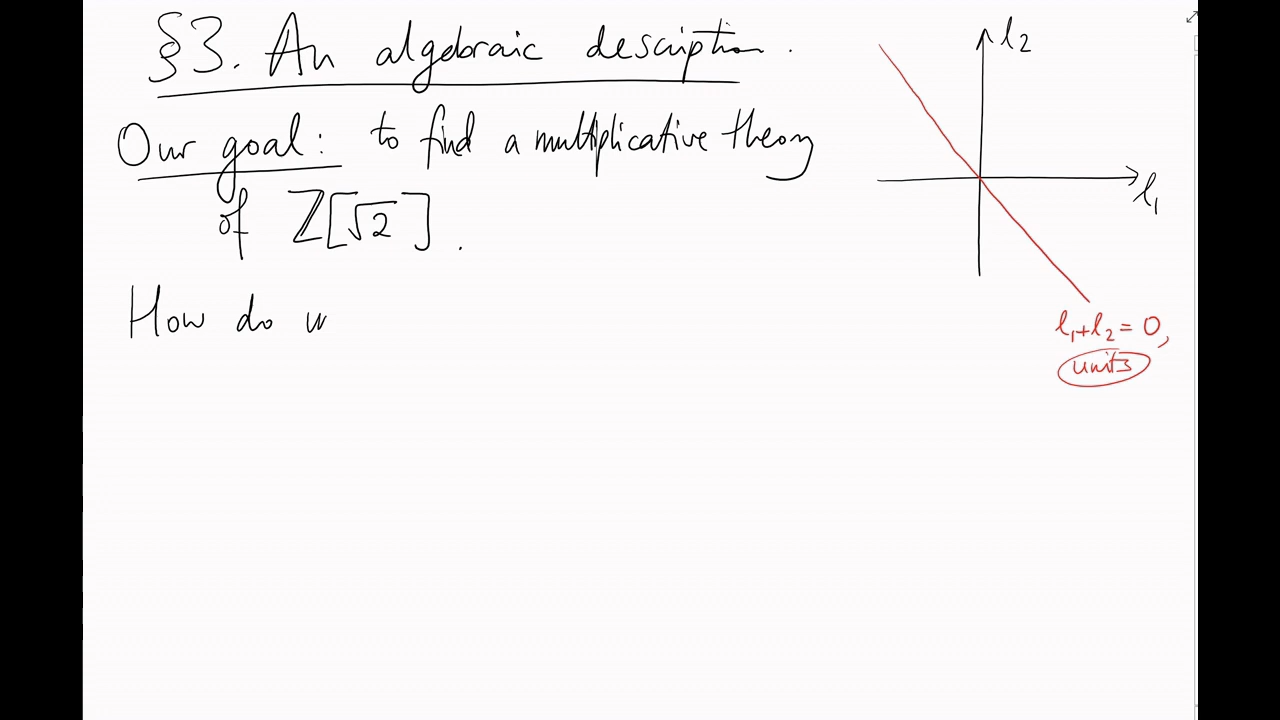 §3. An algebraic description.
Our goal: to find a multiplicative theory
of ℤ[√2].
How do w
l₂
l₁
l₁+l₂=0,
units